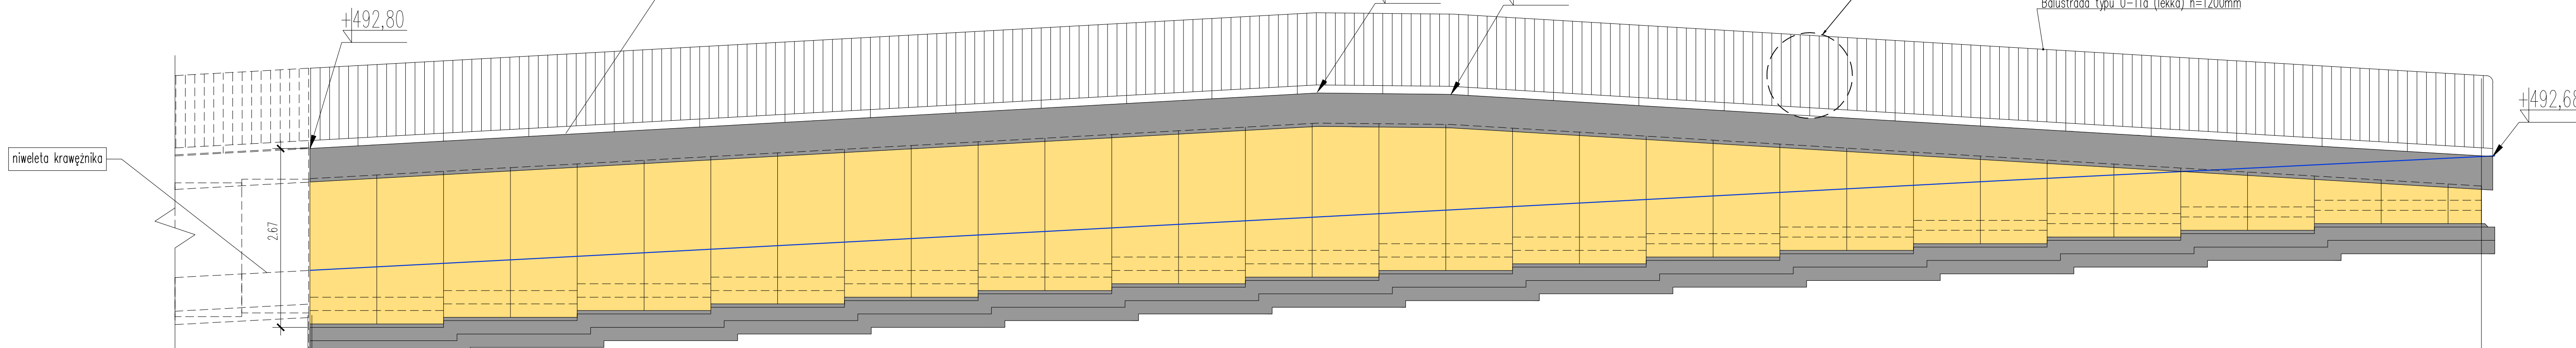 +492,80
Balustrada typu U-11a (lekka) h=1200mm
+492,68
niweleta krawężnika
2.67